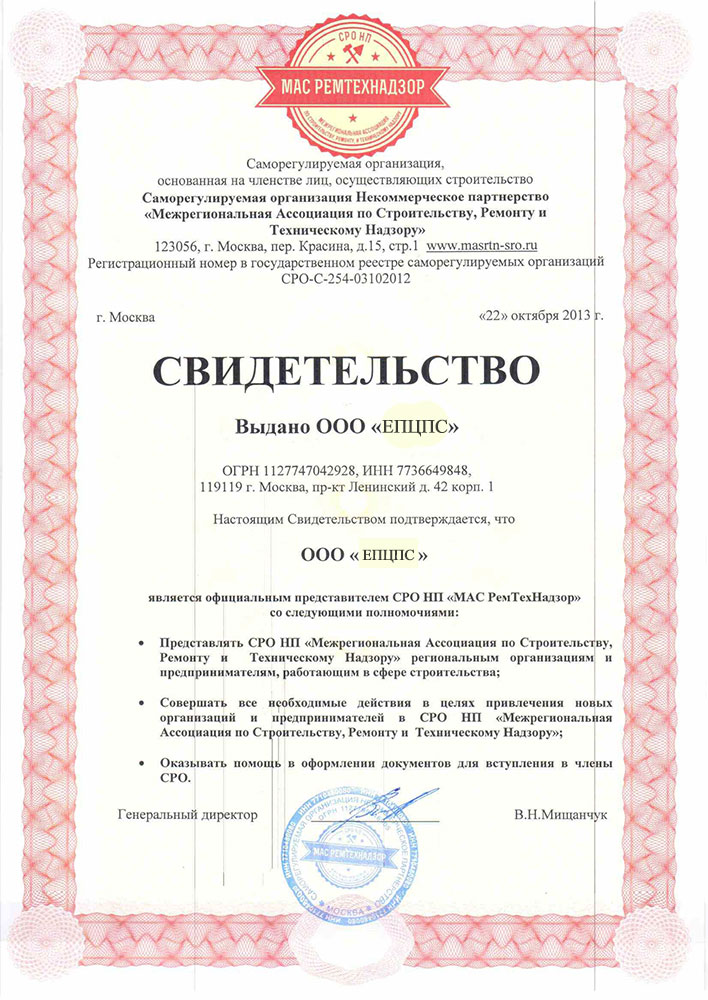 СРО НП
МАС РЕМТЕХНАДЗОР
МЕЖРЕГИОНАЛЬНАЯ АССОЦИАЦИЯ
ПО СТРОИТЕЛЬСТВУ РЕМОНТУ И ТЕХНИЧЕСКОМУ НАДЗОРУ
Саморегулируемая организация,
основанная на членстве лиц, осуществляющих строительство
Саморегулируемая организация Некоммерческое партнерство
«Межрегиональная Ассоциация по Строительству, Ремонту и
Техническому Надзору»
123056, г. Москва, пер. Красина, д.15, стр.1 www.masrtn-sro.ru
Регистрационный номер в государственном реестре саморегулируемых организаций
СРО-С-254-03102012
г. Москва «22» октября 2013 г.
СВИДЕТЕЛЬСТВО
Выдано ООО «ЕПЦПС»
ОГРН 1127747042928, ИНН 7736649848,
119119 г. Москва, пр-кт Ленинский д. 42 корп. 1
Настоящим Свидетельством подтверждается, что
ООО « ЕПЦПС »
является официальным представителем СРО НП «МАС РемТехНадзор»
со следующими полномочиями:
• Представлять СРО НП «Межрегиональная Ассоциация по Строительству,
Ремонту и Техническому Надзору» региональным организациям и
предпринимателям, работающим в сфере строительства;
• Совершать все необходимые действия в целях привлечения новых
организаций и предпринимателей в СРО НП «Межрегиональная
Ассоциация по Строительству, Ремонту и Техническому Надзору»;
• Оказывать помощь в оформлении документов для вступления в члены
СРО.
Генеральный директор В.Н.Мищанчук
САМОРЕГУЛИРУЕМАЯ ОРГАНИЗАЦИЯ
МАС РЕМТЕХНАДЗОР
МОСКВА